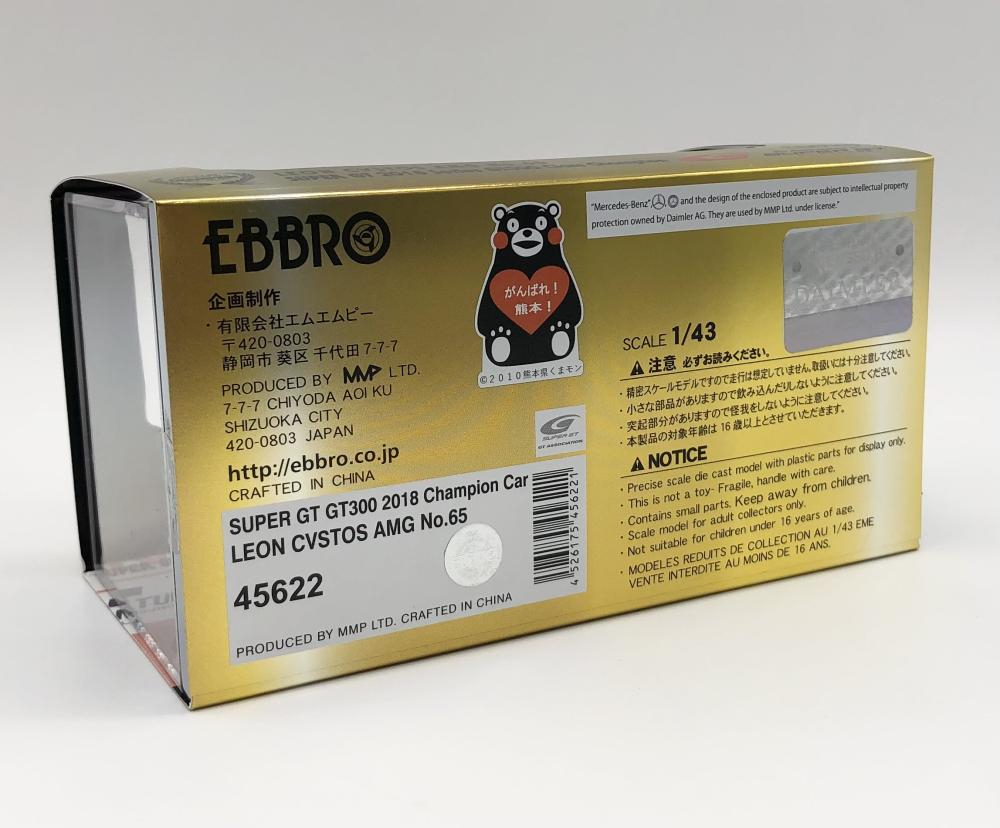 EBBRO
企画制作
・有限会社エムエムピー
〒420-0803
静岡市 葵区 千代田 7-7-7
PRODUCED BY MMP LTD.
7-7-7 CHIYODA AOI KU
SHIZUOKA CITY
420-0803 JAPAN
http://ebbro.co.jp
CRAFTED IN CHINA
SUPER GT GT300 2018 Champion Car
LEON CVSTOS AMG No.65
45622
PRODUCED BY MMP LTD. CRAFTED IN CHINA
4526175456221
がんばれ!
熊本!
©2010熊本県くまモン
SUPER GT
GT ASSOCIATION
"Mercedes-Benz", and the design of the enclosed product are subject to intellectual property
protection owned by Daimler AG. They are used by MMP Ltd. under license."
SCALE 1/43
注意 必ずお読みください。
・精密スケールモデルですので走行は想定していません。取扱いには十分注意してください。
・小さな部品がありますので飲み込んだりしないように注意してください。
・突起部分がありますので怪我をしないように注意してください。
・本製品の対象年齢は 16 歳以上とさせていただきます。
NOTICE
・Precise scale die cast model with plastic parts for display only.
・This is not a toy- Fragile, handle with care.
・Contains small parts. Keep away from children.
・Scale model for adult collectors only.
・Not suitable for children under 16 years of age.
・MODELES REDUITS DE COLLECTION AU 1/43 EME
VENTE INTERDITE AU MOINS DE 16 ANS.